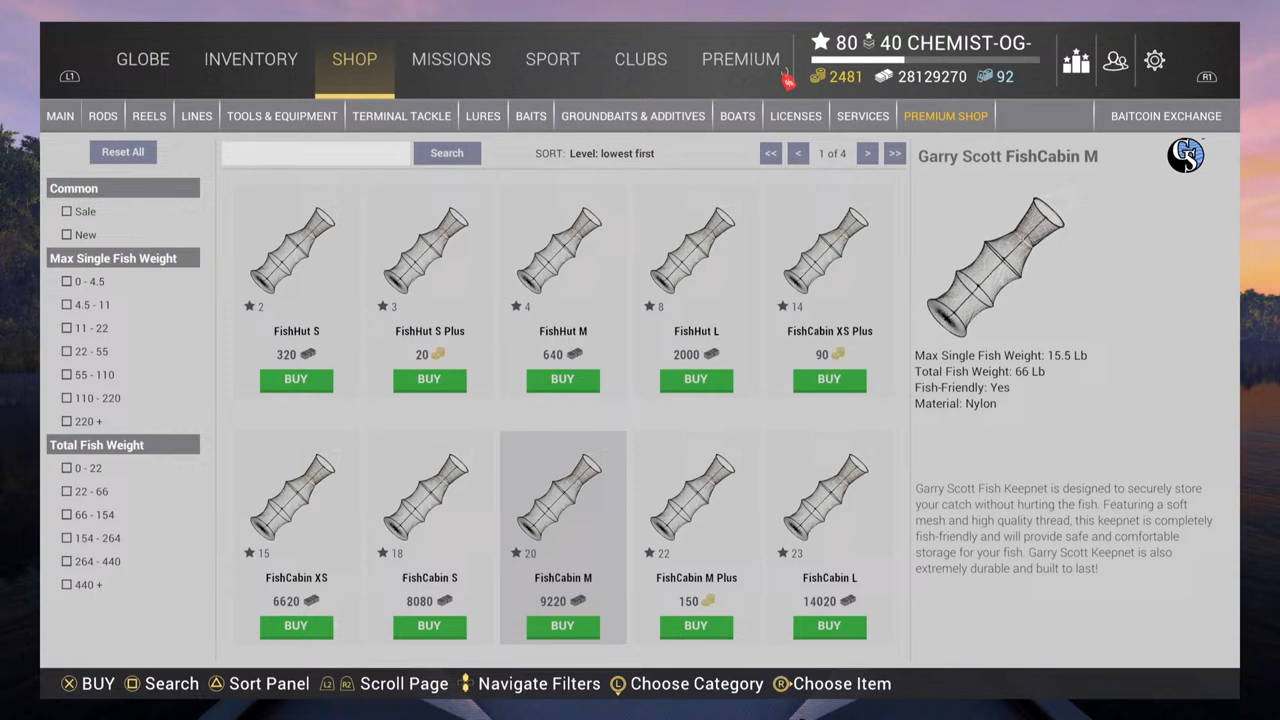 GLOBE INVENTORY SHOP MISSIONS SPORT CLUBS PREMIUM
80 40 CHEMIST-OG-
2481 28129270 92
L1
R1
MAIN RODS REELS LINES TOOLS & EQUIPMENT TERMINAL TACKLE LURES BAITS GROUNDBAITS & ADDITIVES BOATS LICENSES SERVICES PREMIUM SHOP BAITCOIN EXCHANGE
Reset All
Search
SORT: Level: lowest first
<< < 1 of 4 > >>
Common
Sale
New
Max Single Fish Weight
0 - 4.5
4.5 - 11
11 - 22
22 - 55
55 - 110
110 - 220
220 +
Total Fish Weight
0 - 22
22 - 66
66 - 154
154 - 264
264 - 440
440 +
2 3 4 8 14
FishHut S FishHut S Plus FishHut M FishHut L FishCabin XS Plus
320 20 640 2000 90
BUY BUY BUY BUY BUY
15 18 20 22 23
FishCabin XS FishCabin S FishCabin M FishCabin M Plus FishCabin L
6620 8080 9220 150 14020
BUY BUY BUY BUY BUY
Garry Scott FishCabin M
GS
Max Single Fish Weight: 15.5 Lb
Total Fish Weight: 66 Lb
Fish-Friendly: Yes
Material: Nylon
Garry Scott Fish Keepnet is designed to securely store
your catch without hurting the fish. Featuring a soft
mesh and high quality thread, this keepnet is completely
fish-friendly and will provide safe and comfortable
storage for your fish. Garry Scott Keepnet is also
extremely durable and built to last!
BUY Search Sort Panel L2 R2 Scroll Page Navigate Filters L Choose Category R Choose Item